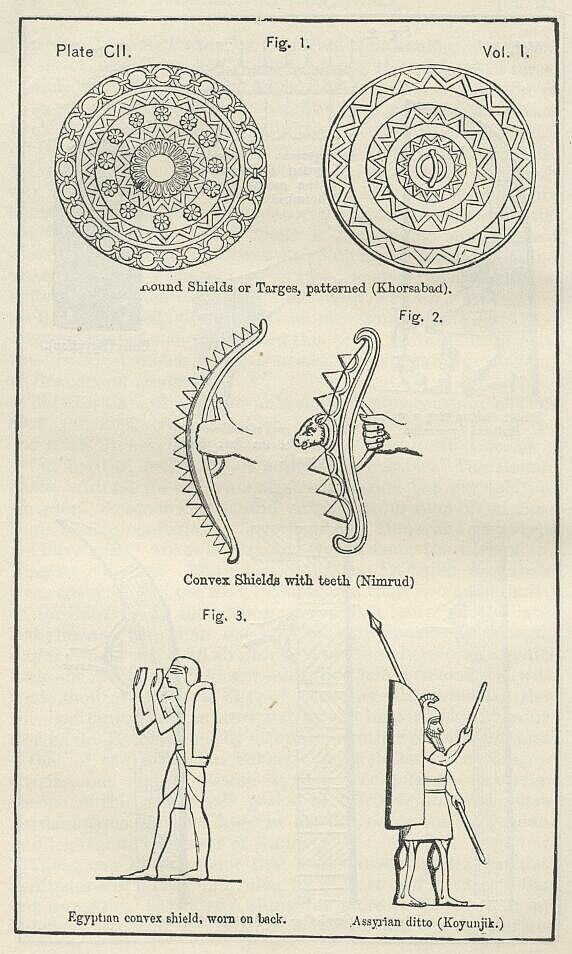 Plate CII.
Fig. 1.
Vol. I.
Round Shields or Targes, patterned (Khorsabad).
Fig. 2.
Convex Shields with teeth (Nimrud)
Fig. 3.
Egyptian convex shield, worn on back.
Assyrian ditto (Koyunjik.)